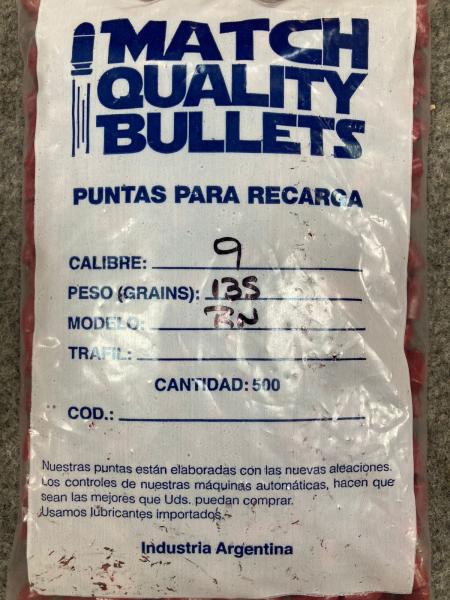 MATCH
QUALITY
BULLETS
PUNTAS PARA RECARGA
CALIBRE: 9
PESO (GRAINS): 135
MODELO: RN
TRAFIL:
CANTIDAD: 500
COD.:
Nuestras puntas están elaboradas con las nuevas aleaciones.
Los controles de nuestras máquinas automáticas, hacen que
sean las mejores que Uds. puedan comprar.
Usamos lubricantes importados.
Industria Argentina